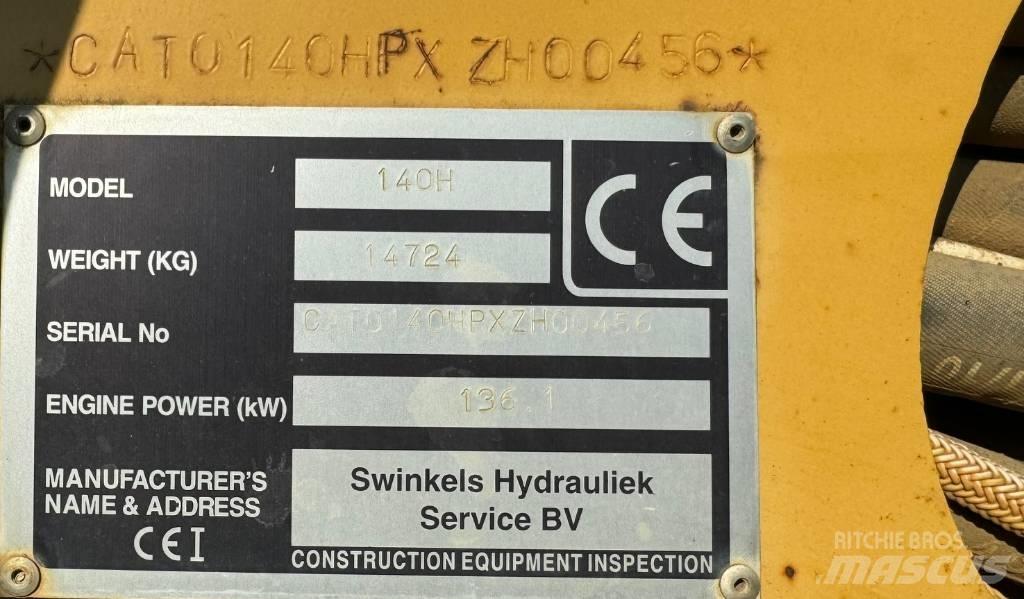 *CAT0140HPXZH00456*
MODEL 140H
CE
WEIGHT (KG) 14724
SERIAL No CAT0140HPXZH00456
ENGINE POWER (kW) 136.1
MANUFACTURER'S
NAME & ADDRESS
CEI
Swinkels Hydrauliek
Service BV
CONSTRUCTION EQUIPMENT INSPECTION
RITCHIE BROS.
MASCUS